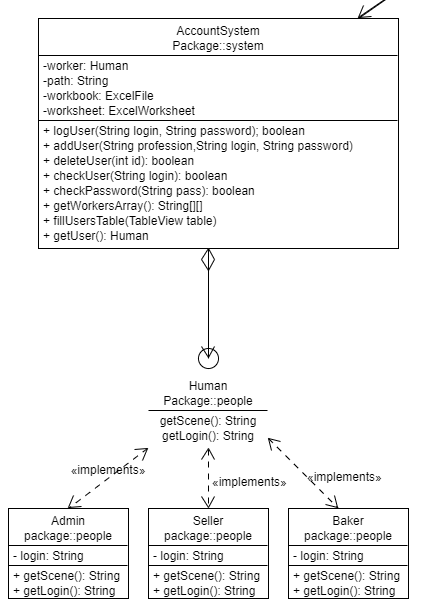 AccountSystem
Package::system
-worker: Human
-path: String
-workbook: ExcelFile
-worksheet: ExcelWorksheet
+ logUser(String login, String password); boolean
+ addUser(String profession,String login, String password)
+ deleteUser(int id): boolean
+ checkUser(String login): boolean
+ checkPassword(String pass): boolean
+ getWorkersArray(): String[][]
+ fillUsersTable(TableView table)
+ getUser(): Human
Human
Package::people
getScene(): String
getLogin(): String
«implements»
«implements»
«implements»
Admin
package::people
- login: String
+ getScene(): String
+ getLogin(): String
Seller
package::people
- login: String
+ getScene(): String
+ getLogin(): String
Baker
package::people
- login: String
+ getScene(): String
+ getLogin(): String